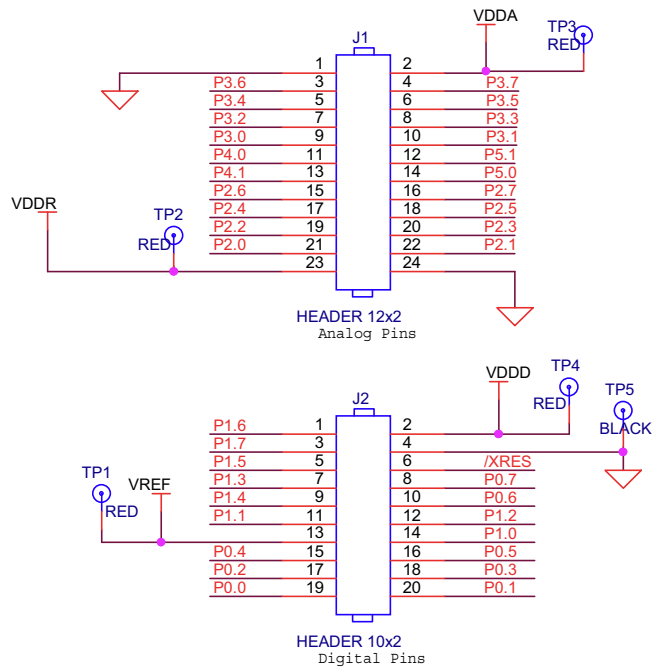 VDDA
TP3
RED
J1
1 2
P3.6 3 4 P3.7
P3.4 5 6 P3.5
P3.2 7 8 P3.3
P3.0 9 10 P3.1
P4.0 11 12 P5.1
P4.1 13 14 P5.0
P2.6 15 16 P2.7
VDDR
TP2
RED
P2.4 17 18 P2.5
P2.2 19 20 P2.3
P2.0 21 22 P2.1
23 24
HEADER 12x2
Analog Pins
VDDD
TP4
RED
TP5
BLACK
J2
P1.6 1 2
P1.7 3 4
P1.5 5 6 /XRES
P1.3 7 8 P0.7
P1.4 9 10 P0.6
P1.1 11 12 P1.2
TP1
RED
VREF
13 14 P1.0
P0.4 15 16 P0.5
P0.2 17 18 P0.3
P0.0 19 20 P0.1
HEADER 10x2
Digital Pins